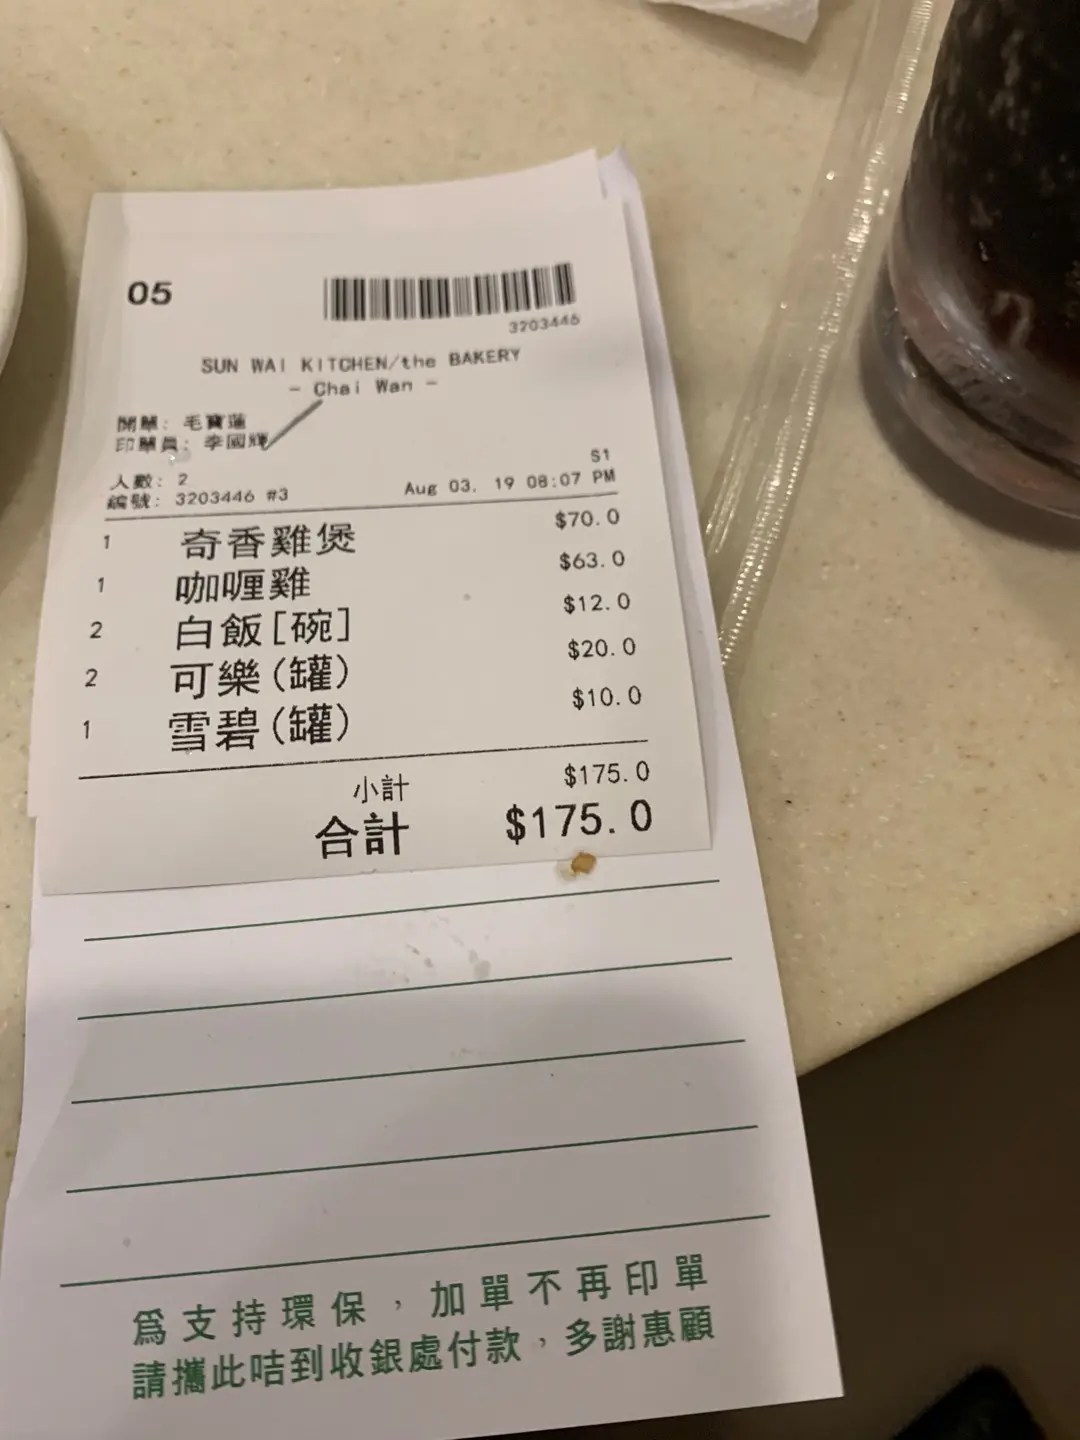 05
3203446
SUN WAI KITCHEN/the BAKERY
- Chai Wan -
開單: 毛寶蓮
印單員: 李國輝
S1
人數: 2
編號: 3203446 #3 Aug 03, 19 08:07 PM
1 奇香雞煲 $70.0
1 咖喱雞 $63.0
2 白飯[碗] $12.0
2 可樂(罐) $20.0
1 雪碧(罐) $10.0
小計 $175.0
合計 $175.0
爲支持環保，加單不再印單
請攜此咭到收銀處付款，多謝惠顧